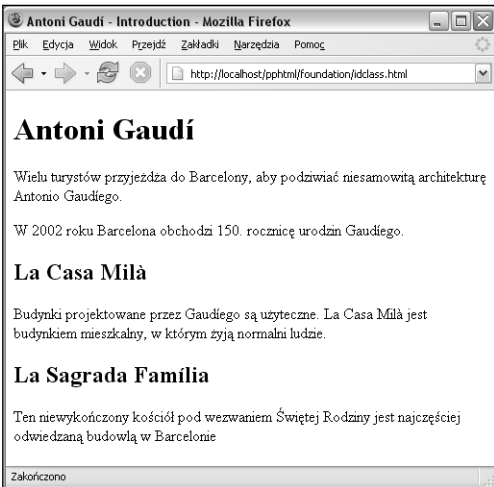 Antoni Gaudí - Introduction - Mozilla Firefox
Plik Edycja Widok Przejdź Zakładki Narzędzia Pomoc
http://localhost/pphtml/foundation/idclass.html
Antoni Gaudí
Wielu turystów przyjeżdża do Barcelony, aby podziwiać niesamowitą architekturę
Antonio Gaudíego.
W 2002 roku Barcelona obchodzi 150. rocznicę urodzin Gaudíego.
La Casa Milà
Budynki projektowane przez Gaudíego są użyteczne. La Casa Milà jest
budynkiem mieszkalny, w którym żyją normalni ludzie.
La Sagrada Família
Ten niewykończony kościół pod wezwaniem Świętej Rodziny jest najczęściej
odwiedzaną budowlą w Barcelonie
Zakończono